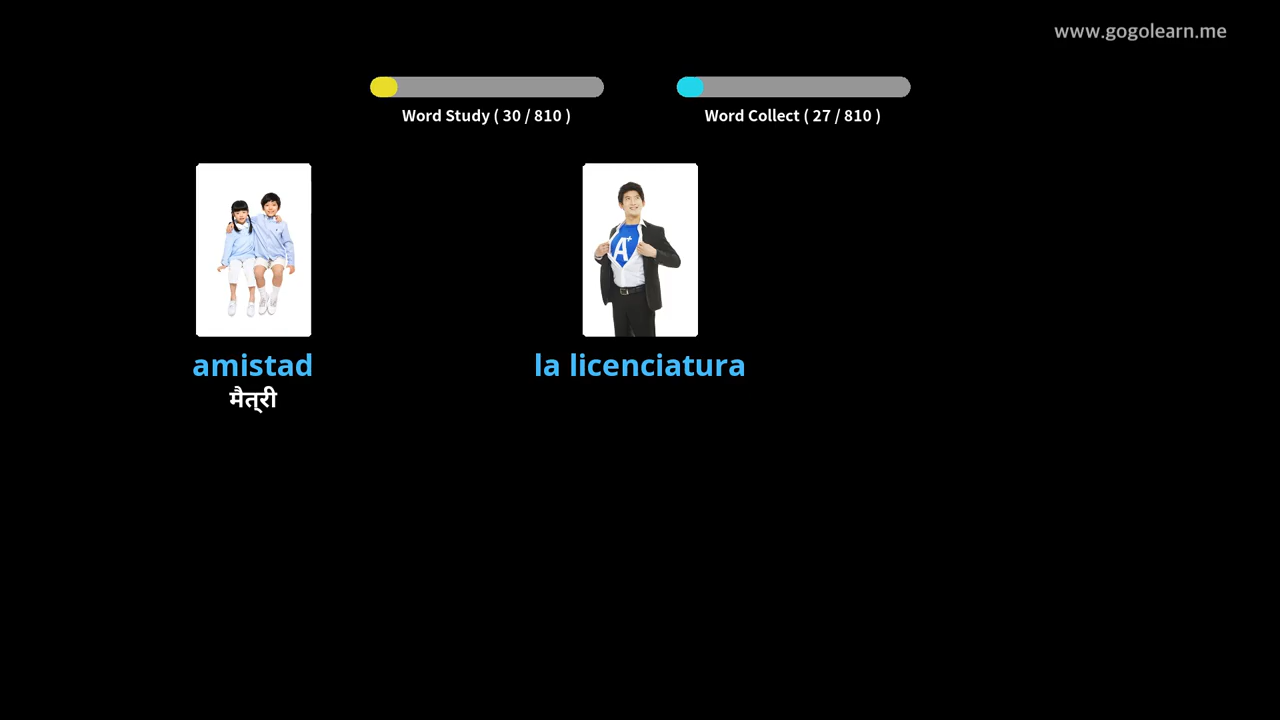 www.gogolearn.me
Word Study ( 30 / 810 )
Word Collect ( 27 / 810 )
A+
amistad
मैत्री
la licenciatura